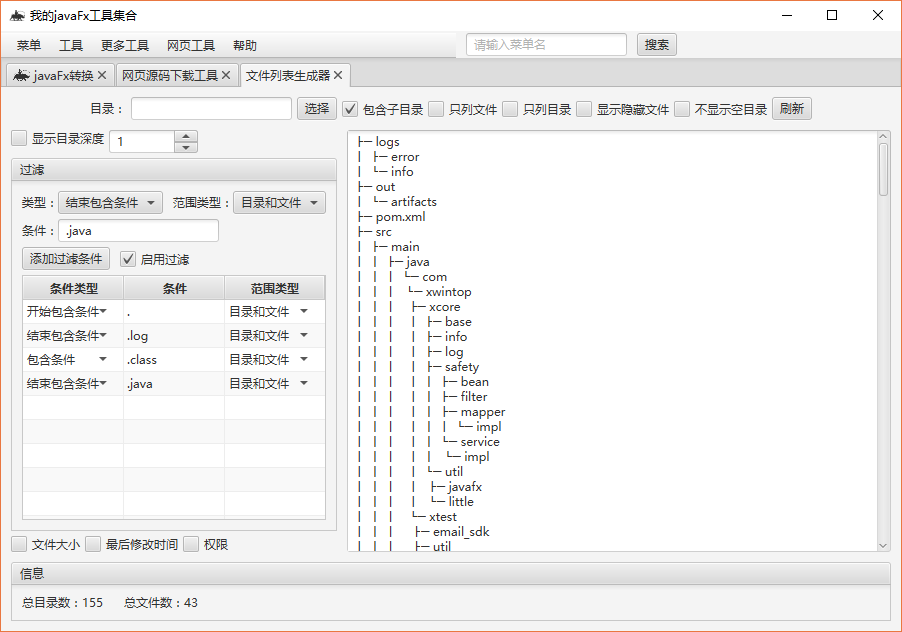 我的javaFx工具集合
菜单 工具 更多工具 网页工具 帮助 请输入菜单名 搜索
javaFx转换 网页源码下载工具 文件列表生成器
目录： 选择 包含子目录 只列文件 只列目录 显示隐藏文件 不显示空目录 刷新
显示目录深度 1
过滤
类型： 结束包含条件 范围类型： 目录和文件
条件： .java
添加过滤条件 启用过滤
条件类型 条件 范围类型
开始包含条件 . 目录和文件
结束包含条件 .log 目录和文件
包含条件 .class 目录和文件
结束包含条件 .java 目录和文件
文件大小 最后修改时间 权限
├─ logs
│ ├─ error
│ └─ info
├─ out
│ └─ artifacts
├─ pom.xml
├─ src
│ ├─ main
│ │ ├─ java
│ │ │ └─ com
│ │ │ └─ xwintop
│ │ │ ├─ xcore
│ │ │ │ ├─ base
│ │ │ │ ├─ info
│ │ │ │ ├─ log
│ │ │ │ ├─ safety
│ │ │ │ │ ├─ bean
│ │ │ │ │ ├─ filter
│ │ │ │ │ ├─ mapper
│ │ │ │ │ │ └─ impl
│ │ │ │ │ └─ service
│ │ │ │ │ └─ impl
│ │ │ │ └─ util
│ │ │ │ ├─ javafx
│ │ │ │ └─ little
│ │ │ └─ xtest
│ │ │ ├─ email_sdk
│ │ │ ├─ util
信息
总目录数：155 总文件数：43